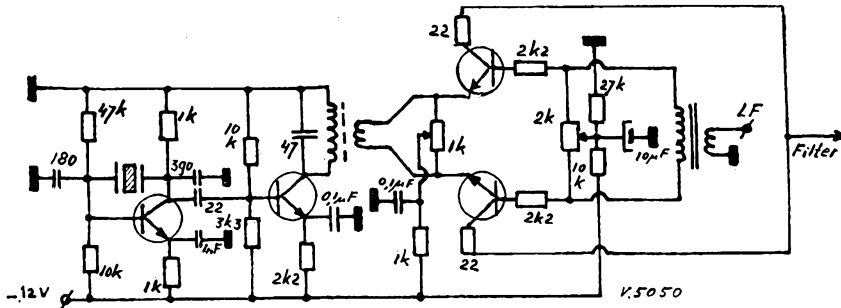 22
2k2
47k
1k
10
k
47
27k
2k
LF
180
390
22
1k
10
k
10µF
Filter
0,1µF
3k3
0,1µF
1nF
2k2
10k
1k
2k2
1k
22
-12V
V.5050